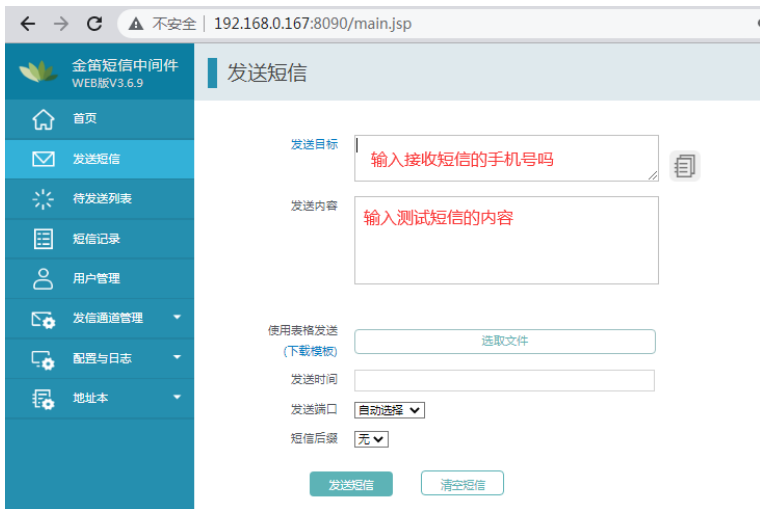 不安全 | 192.168.0.167:8090/main.jsp
金笛短信中间件
WEB版V3.6.9
首页
发送短信
待发送列表
短信记录
用户管理
发信通道管理
配置与日志
地址本
发送短信
发送目标
输入接收短信的手机号吗
发送内容
输入测试短信的内容
使用表格发送
(下载模板)
选取文件
发送时间
发送端口
自动选择
短信后缀
无
发送短信
清空短信